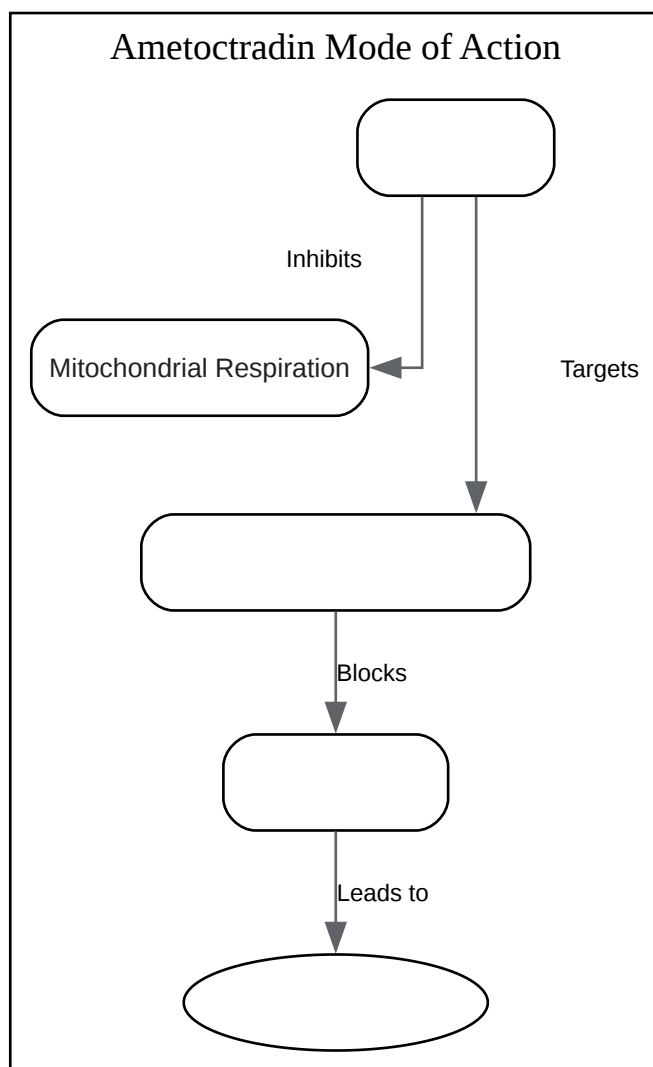 Ametoctradin Mode of Action
Inhibits
Mitochondrial Respiration
Targets
Blocks
Leads to